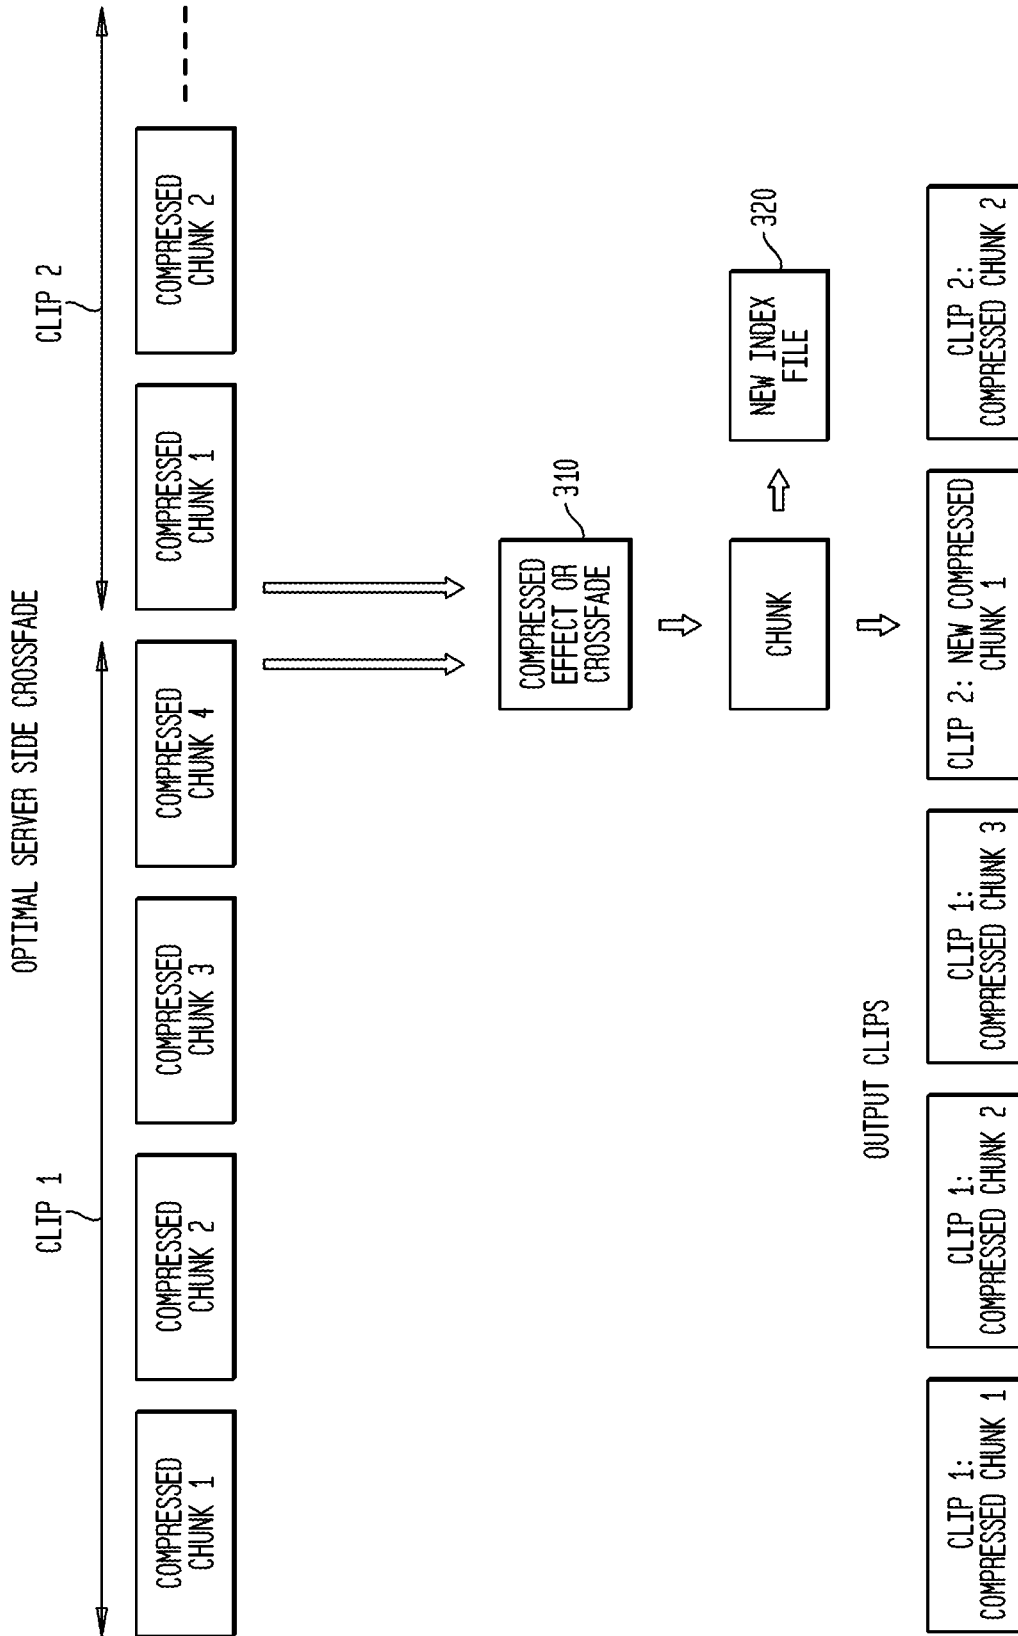 OPTIMAL SERVER SIDE CROSSFADE
CLIP 1
CLIP 2
COMPRESSED
CHUNK 1
COMPRESSED
CHUNK 2
COMPRESSED
CHUNK 3
COMPRESSED
CHUNK 4
COMPRESSED
CHUNK 1
COMPRESSED
CHUNK 2
COMPRESSED
EFFECT OR
CROSSFADE
310
CHUNK
NEW INDEX
FILE
320
OUTPUT CLIPS
CLIP 1:
COMPRESSED CHUNK 1
CLIP 1:
COMPRESSED CHUNK 2
CLIP 1:
COMPRESSED CHUNK 3
CLIP 2: NEW COMPRESSED
CHUNK 1
CLIP 2:
COMPRESSED CHUNK 2